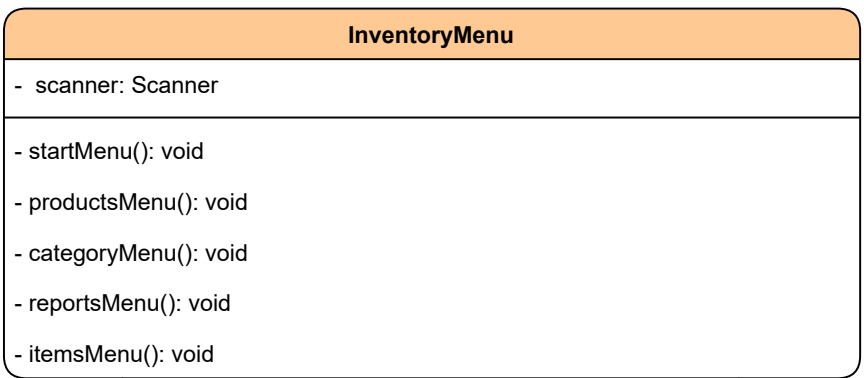 InventoryMenu
- scanner: Scanner
- startMenu(): void
- productsMenu(): void
- categoryMenu(): void
- reportsMenu(): void
- itemsMenu(): void